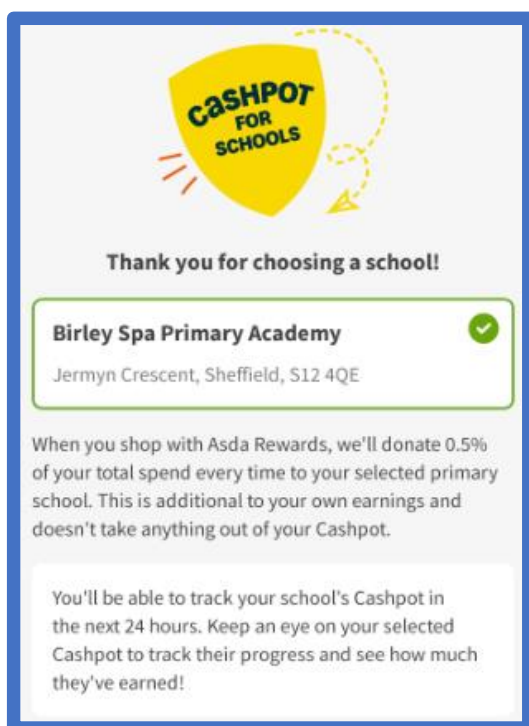 CaSHPOT
FOR
SCHOOLS
Thank you for choosing a school!
Birley Spa Primary Academy
Jermyn Crescent, Sheffield, S12 4QE
When you shop with Asda Rewards, we'll donate 0.5%
of your total spend every time to your selected primary
school. This is additional to your own earnings and
doesn't take anything out of your Cashpot.
You'll be able to track your school's Cashpot in
the next 24 hours. Keep an eye on your selected
Cashpot to track their progress and see how much
they've earned!